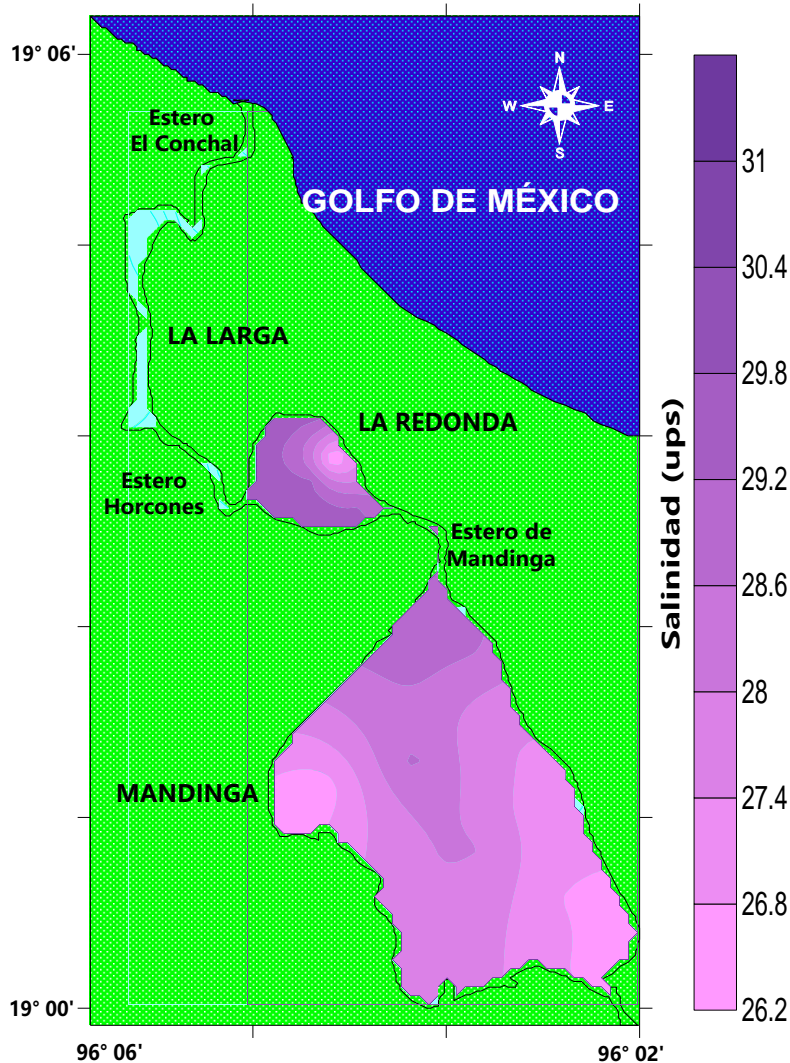 19° 06'
Estero
El Conchal
N
W E
S
GOLFO DE MÉXICO
LA LARGA
LA REDONDA
Estero
Horcones
Estero de
Mandinga
MANDINGA
19° 00'
96° 06'
96° 02'
Salinidad (ups)
31
30.4
29.8
29.2
28.6
28
27.4
26.8
26.2